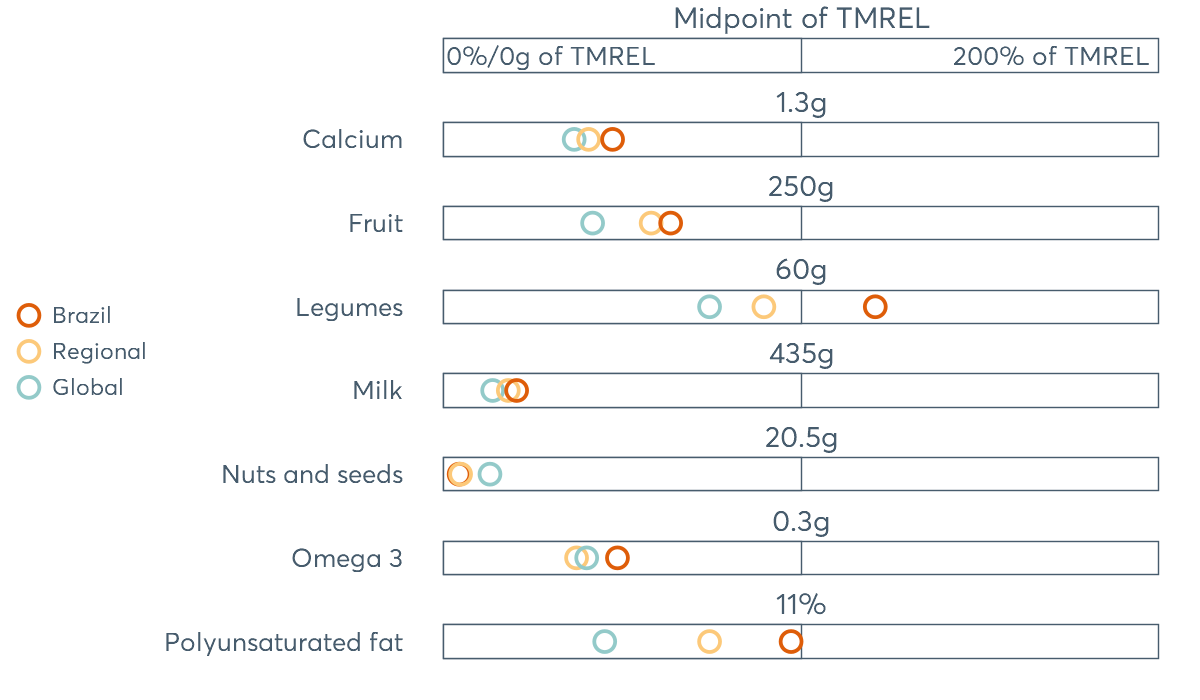 Midpoint of TMREL
0%/0g of TMREL
200% of TMREL
1.3g
Calcium
250g
Fruit
60g
Legumes
435g
Milk
20.5g
Nuts and seeds
0.3g
Omega 3
11%
Polyunsaturated fat
Brazil
Regional
Global